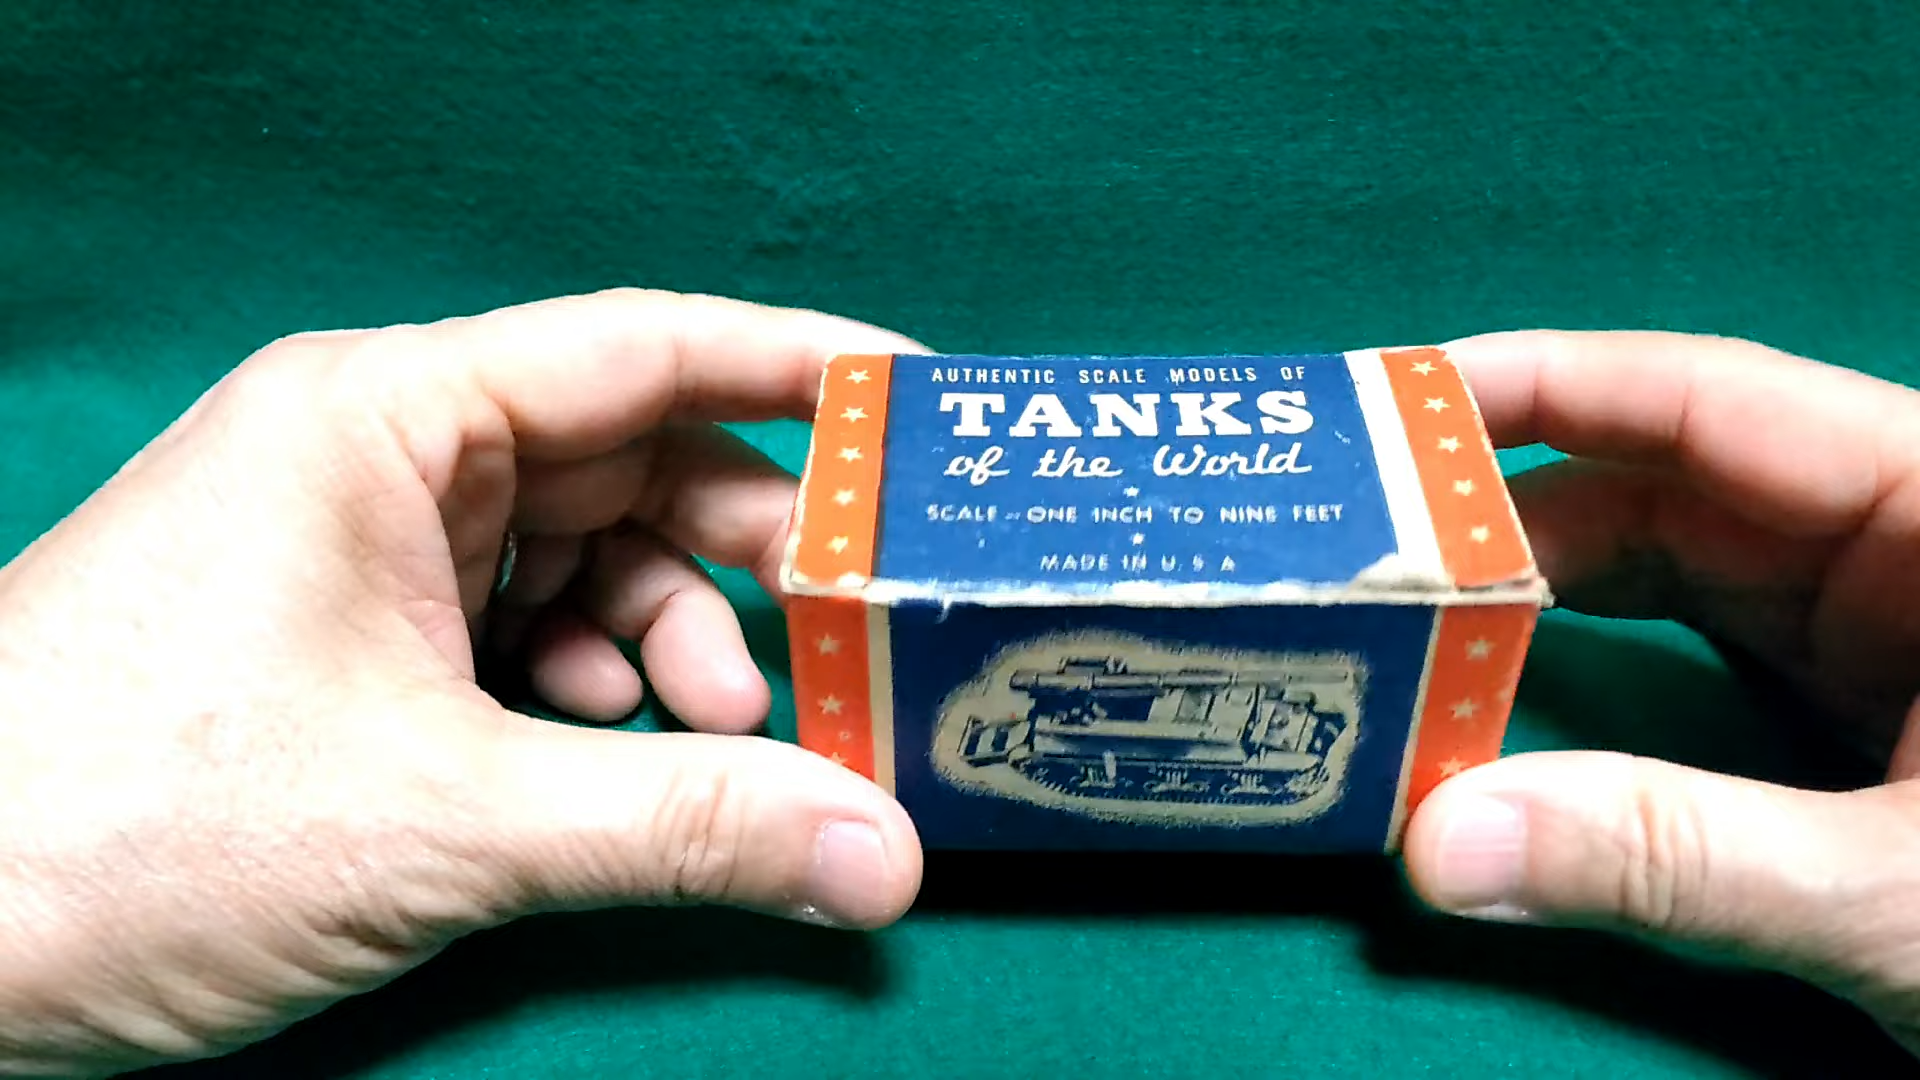 AUTHENTIC SCALE MODELS OF
TANKS
of the World
SCALE - ONE INCH TO NINE FEET
MADE IN U. S. A